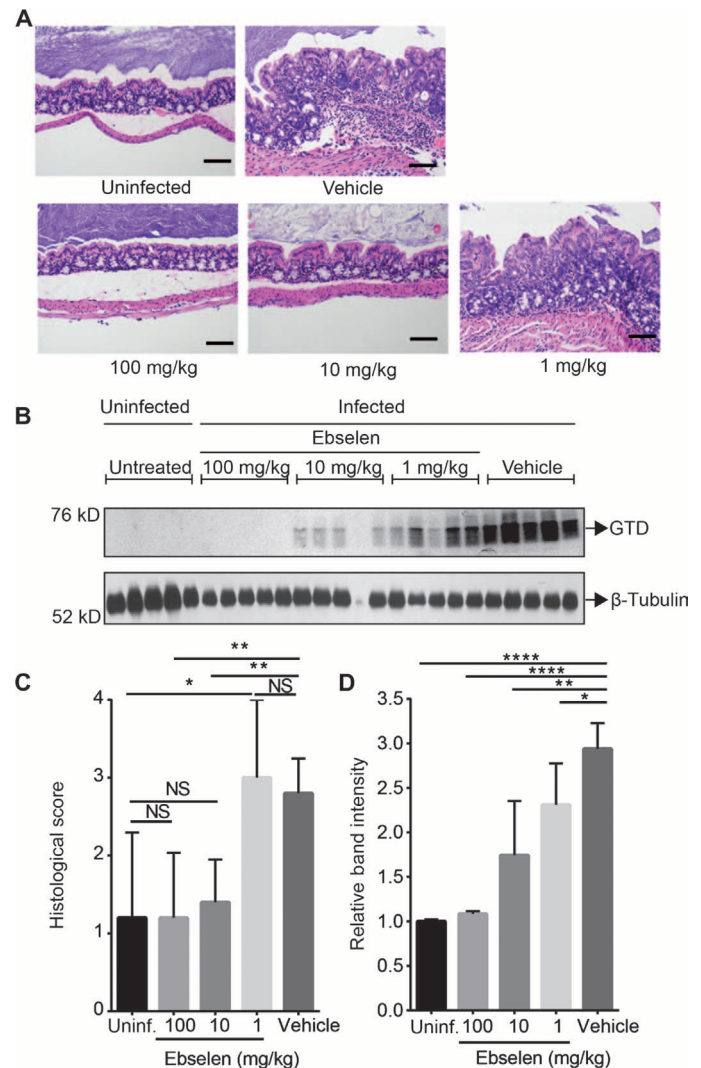 A
Uninfected
Vehicle
100 mg/kg
10 mg/kg
1 mg/kg
B
Uninfected
Infected
Ebselen
Untreated
100 mg/kg
10 mg/kg
1 mg/kg
Vehicle
76 kD
GTD
52 kD
β-Tubulin
C
**
**
*
NS
NS
NS
4
3
2
1
0
Histological score
Uninf.
100
10
1
Vehicle
Ebselen (mg/kg)
D
****
****
**
*
3.5
3.0
2.5
2.0
1.5
1.0
0.5
0.0
Relative band intensity
Uninf.
100
10
1
Vehicle
Ebselen (mg/kg)